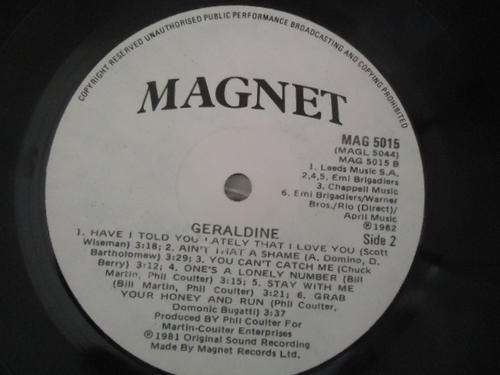 COPYRIGHT RESERVED UNAUTHORISED PUBLIC PERFORMANCE BROADCASTING AND COPYING PROHIBITED
MAGNET
MAG 5015
(MAGL 5044)
MAG 5015 B
1. Leeds Music S.A.
2,4,5, Emi Brigadiers
3. Chappell Music
6. Emi Brigadiers/Warner
Bros./Rio (Direct)/
April Music
℗1982
Side 2
GERALDINE
1. HAVE I TOLD YOU LATELY THAT I LOVE YOU (Scott
Wiseman) 3:18; 2. AIN'T THAT A SHAME (A. Domino, D.
Bartholomew) 3:29; 3. YOU CAN'T CATCH ME (Chuck
Berry) 3:12; 4. ONE'S A LONELY NUMBER (Bill
Martin, Phil Coulter) 3:15; 5. STAY WITH ME
(Bill Martin, Phil Coulter) 3:21; 6. GRAB
YOUR HONEY AND RUN (Phil Coulter,
Domonic Bugatti) 3:37
Produced BY Phil Coulter For
Martin-Coulter Enterprises
℗1981 Original Sound Recording
Made By Magnet Records Ltd.